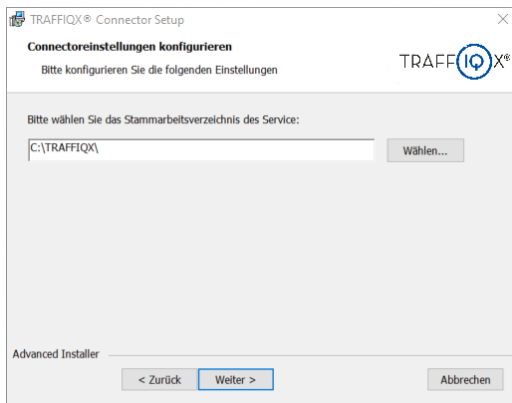 TRAFFIQX® Connector Setup
Connectoreinstellungen konfigurieren
Bitte konfigurieren Sie die folgenden Einstellungen
TRAFFIQX®
Bitte wählen Sie das Stammarbeitsverzeichnis des Service:
C:\TRAFFIQX\
Wählen...
Advanced Installer
< Zurück
Weiter >
Abbrechen